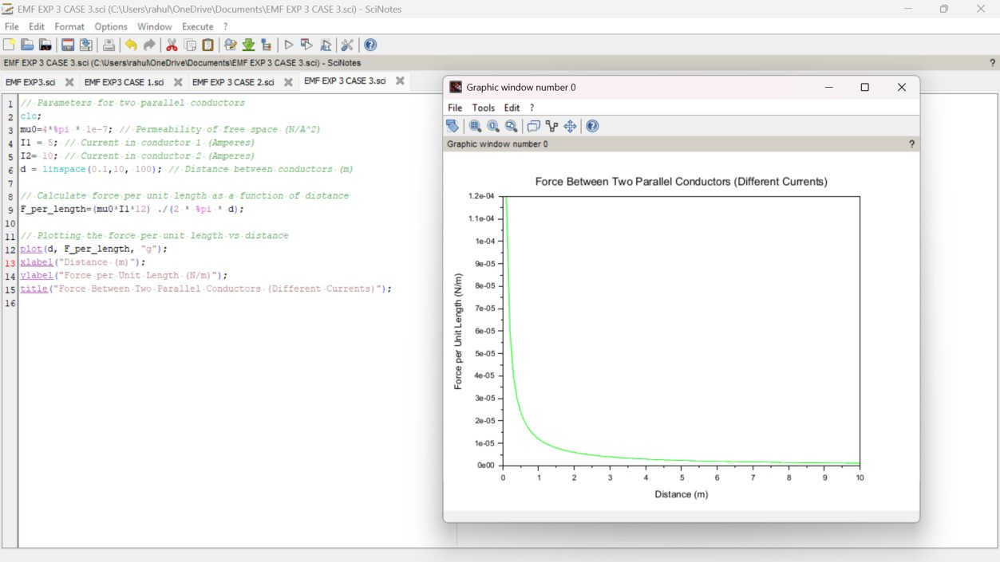 EMF EXP 3 CASE 3.sci (C:\Users\rahul\OneDrive\Documents\EMF EXP 3 CASE 3.sci) - SciNotes
File Edit Format Options Window Execute ?
EMF EXP 3 CASE 3.sci (C:\Users\rahul\OneDrive\Documents\EMF EXP 3 CASE 3.sci) - SciNotes ?
EMF EXP3.sci EMF EXP3 CASE 1.sci EMF EXP 3 CASE 2.sci EMF EXP 3 CASE 3.sci
1 // Parameters for two parallel conductors
2 clc;
3 mu0=4*%pi * 1e-7; // Permeability of free space (N/A^2)
4 I1 = 5; // Current in conductor 1 (Amperes)
5 I2= 10; // Current in conductor 2 (Amperes)
6 d = linspace(0.1,10, 100); // Distance between conductors (m)
7
8 // Calculate force per unit length as a function of distance
9 F_per_length=(mu0*I1*12) ./(2 * %pi * d);
10
11 // Plotting the force per unit length vs distance
12 plot(d, F_per_length, "g");
13 xlabel("Distance (m)");
14 ylabel("Force per Unit Length (N/m)");
15 title("Force Between Two Parallel Conductors (Different Currents)");
16
Graphic window number 0
File Tools Edit ?
Graphic window number 0 ?
Force Between Two Parallel Conductors (Different Currents)
1.2e-04
1.1e-04
1e-04
9e-05
8e-05
7e-05
6e-05
5e-05
4e-05
3e-05
2e-05
1e-05
0e00
Force per Unit Length (N/m)
0 1 2 3 4 5 6 7 8 9 10
Distance (m)